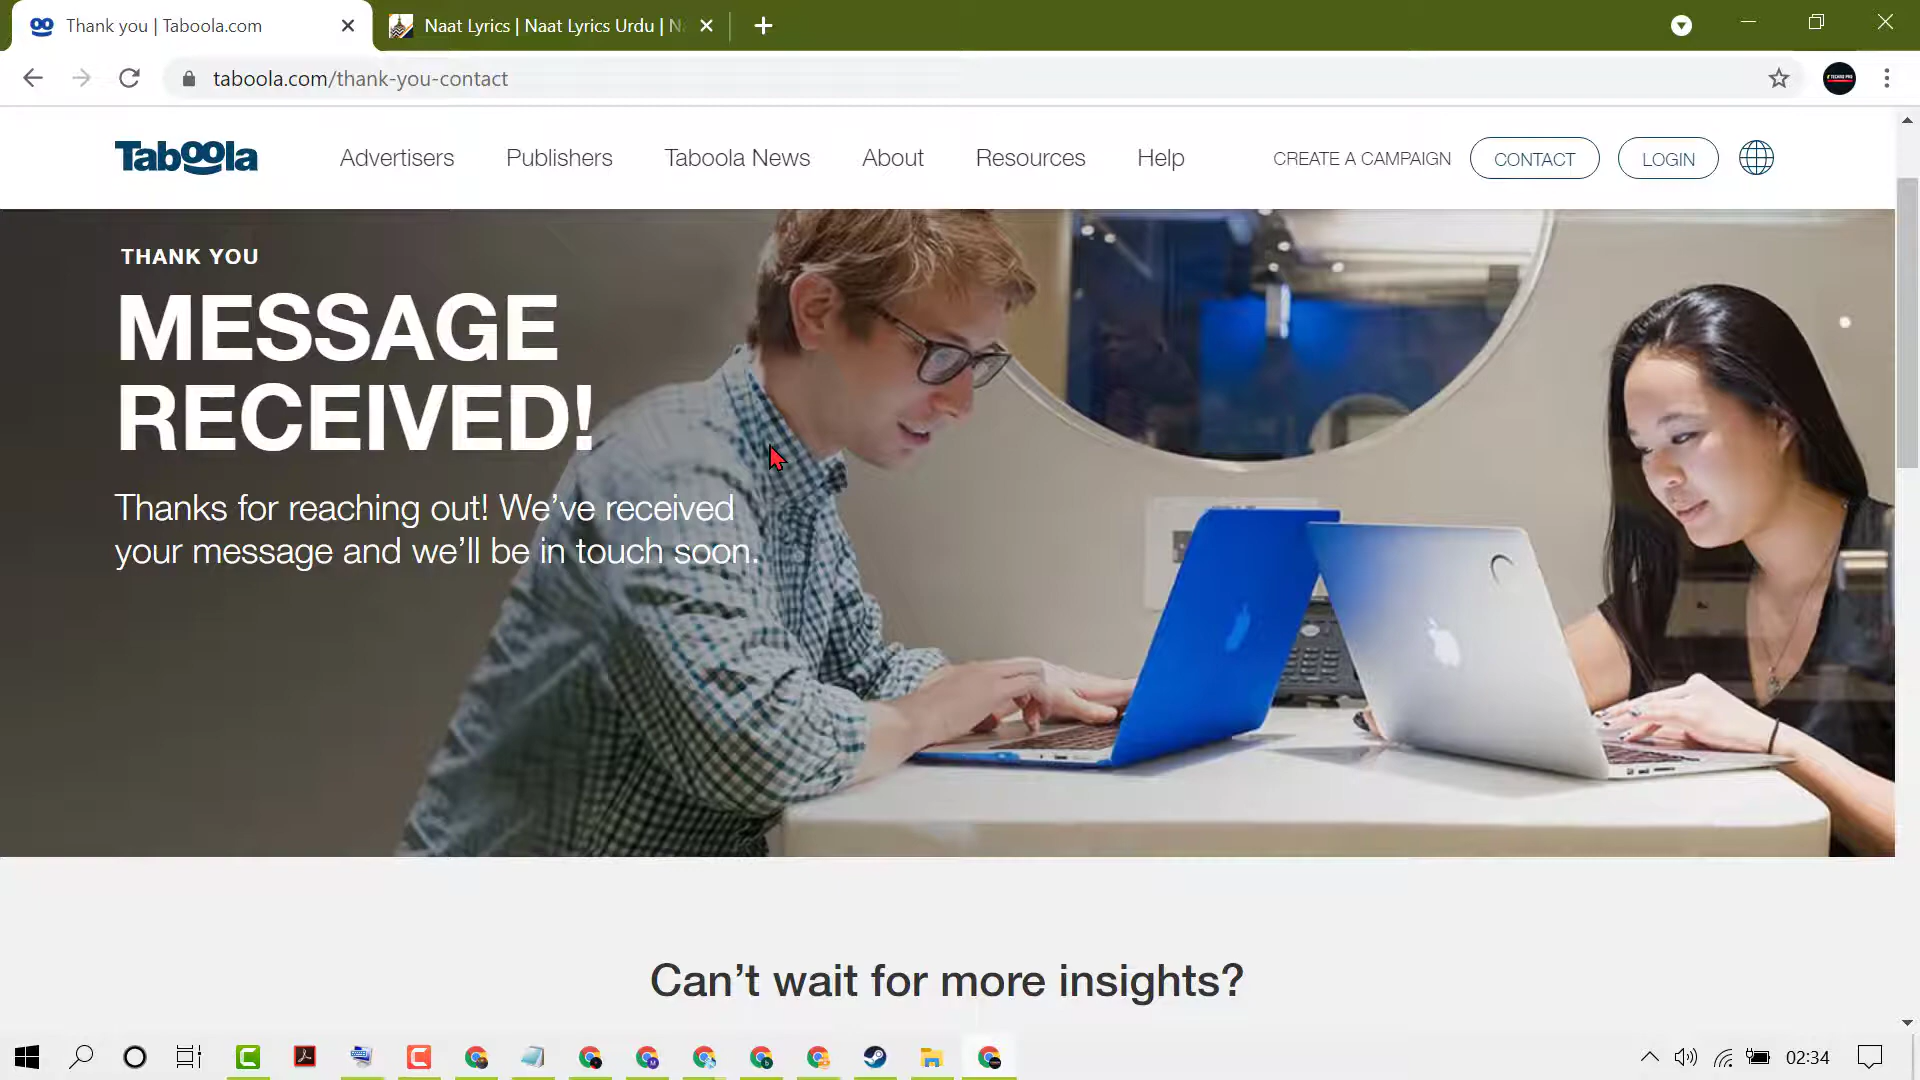 Thank you | Taboola.com
Naat Lyrics | Naat Lyrics Urdu |
taboola.com/thank-you-contact
Taboola
Advertisers
Publishers
Taboola News
About
Resources
Help
CREATE A CAMPAIGN
CONTACT
LOGIN
THANK YOU
MESSAGE
RECEIVED!
Thanks for reaching out! We’ve received
your message and we’ll be in touch soon.
Can’t wait for more insights?
02:34